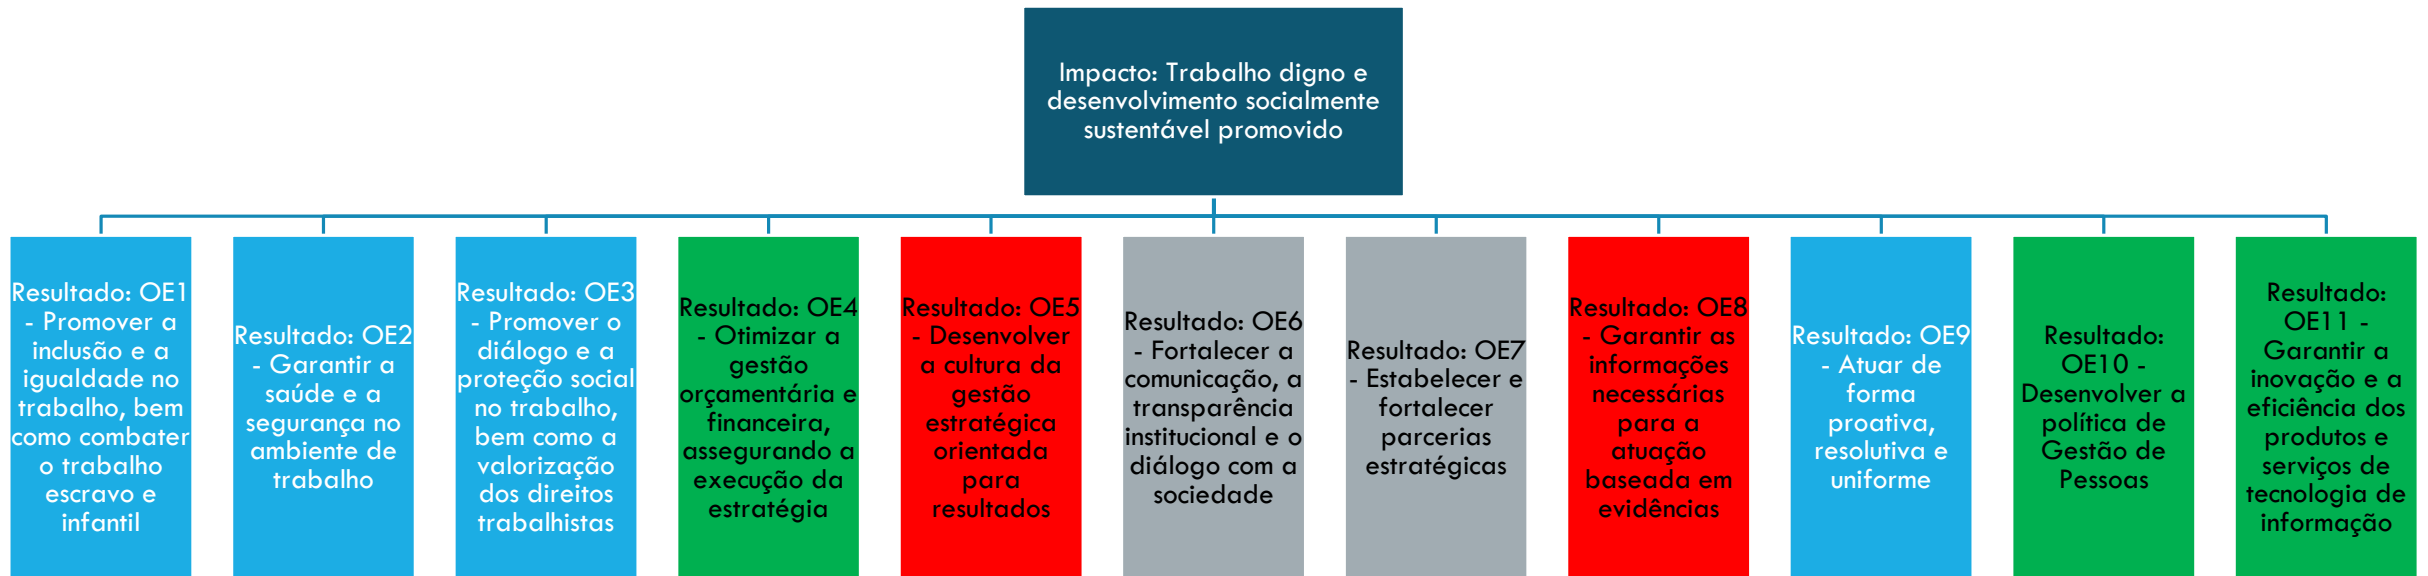 Impacto: Trabalho digno e
desenvolvimento socialmente
sustentável promovido
Resultado: OE1
- Promover a
inclusão e a
igualdade no
trabalho, bem
como combater
o trabalho
escravo e
infantil
Resultado: OE2
- Garantir a
saúde e a
segurança no
ambiente de
trabalho
Resultado: OE3
- Promover o
diálogo e a
proteção social
no trabalho,
bem como a
valorização
dos direitos
trabalhistas
Resultado: OE4
- Otimizar a
gestão
orçamentária e
financeira,
assegurando a
execução da
estratégia
Resultado: OE5
- Desenvolver
a cultura da
gestão
estratégica
orientada
para
resultados
Resultado: OE6
- Fortalecer a
comunicação, a
transparência
institucional e o
diálogo com a
sociedade
Resultado: OE7
- Estabelecer e
fortalecer
parcerias
estratégicas
Resultado: OE8
- Garantir as
informações
necessárias
para a
atuação
baseada em
evidências
Resultado: OE9
- Atuar de
forma
proativa,
resolutiva e
uniforme
Resultado:
OE10 -
Desenvolver a
política de
Gestão de
Pessoas
Resultado:
OE11 -
Garantir a
inovação e a
eficiência dos
produtos e
serviços de
tecnologia de
informação